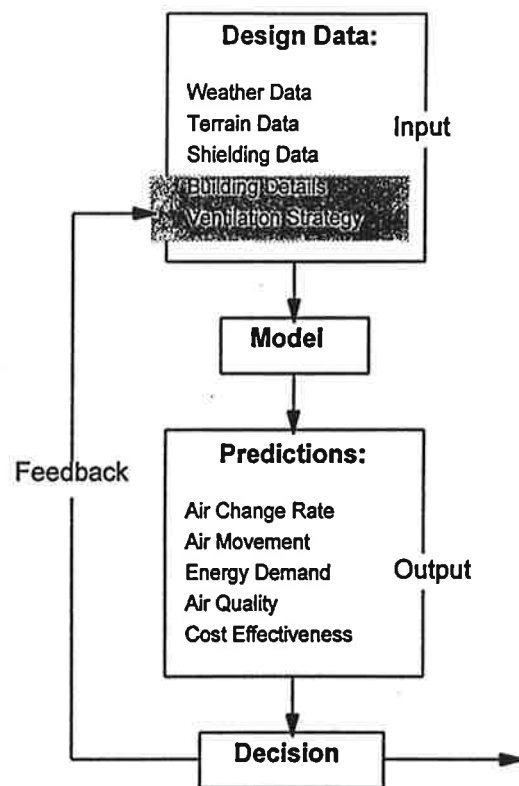 Design Data:
Weather Data
Terrain Data
Input
Shielding Data
Building Details
Ventilation Strategy
Model
Predictions:
Feedback
Air Change Rate
Air Movement
Energy Demand
Output
Air Quality
Cost Effectiveness
Decision